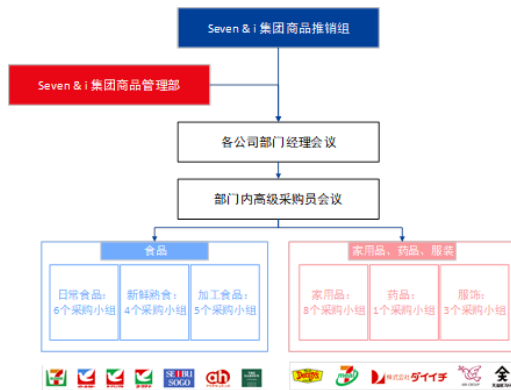 Seven & i 集团商品推销组
Seven & i 集团商品管理部
各公司部门经理会议
部门内高级采购员会议
食品
家用品、药品、服装
日常食品：
6个采购小组
新鲜熟食：
4个采购小组
加工食品：
5个采购小组
家用品：
8个采购小组
药品：
1个采购小组
服饰：
3个采购小组
SEIBU
SOGO
ah
Denny's
株式会社ダイイチ